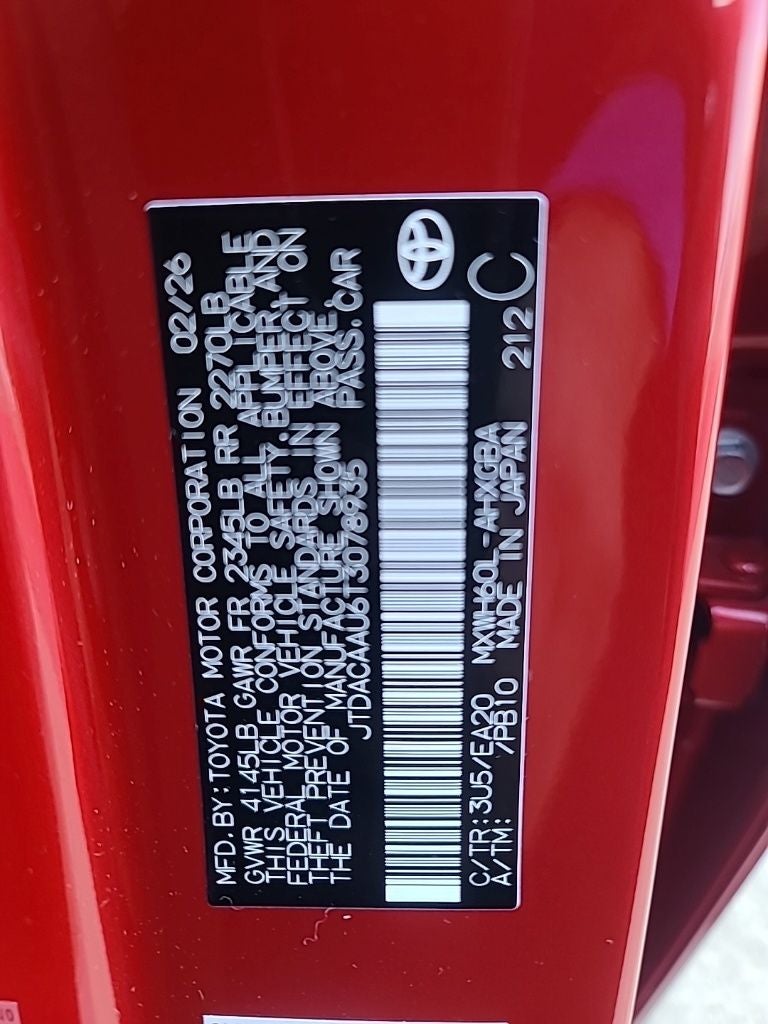 MFD. BY: TOYOTA MOTOR CORPORATION 02/26
GVWR 4145LB GAWR FR 2345LB RR 2270LB
THIS VEHICLE CONFORMS TO ALL APPLICABLE
FEDERAL MOTOR VEHICLE SAFETY, BUMPER, AND
THEFT PREVENTION STANDARDS IN EFFECT ON
THE DATE OF MANUFACTURE SHOWN ABOVE.
JTDACAAU6T3078935 PASS. CAR
C/TR: 3U5/EA20 MXWH60L-AHXGBA
A/TM: /PB10 MADE IN JAPAN 212 C